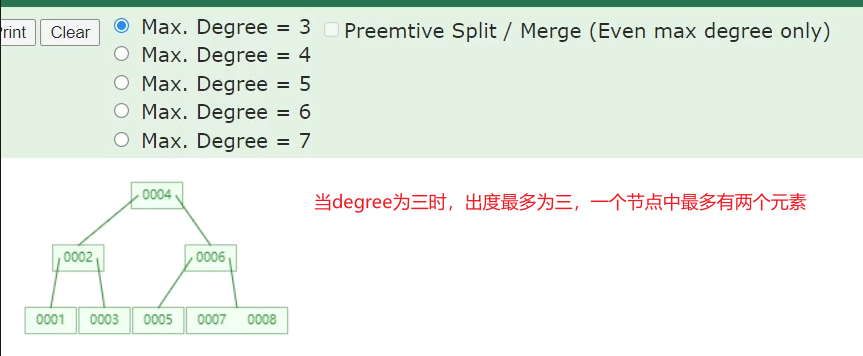 rint Clear Max. Degree = 3 Preemtive Split / Merge (Even max degree only)
Max. Degree = 4
Max. Degree = 5
Max. Degree = 6
Max. Degree = 7
0004
当degree为三时，出度最多为三，一个节点中最多有两个元素
0002 0006
0001 0003 0005 0007 0008